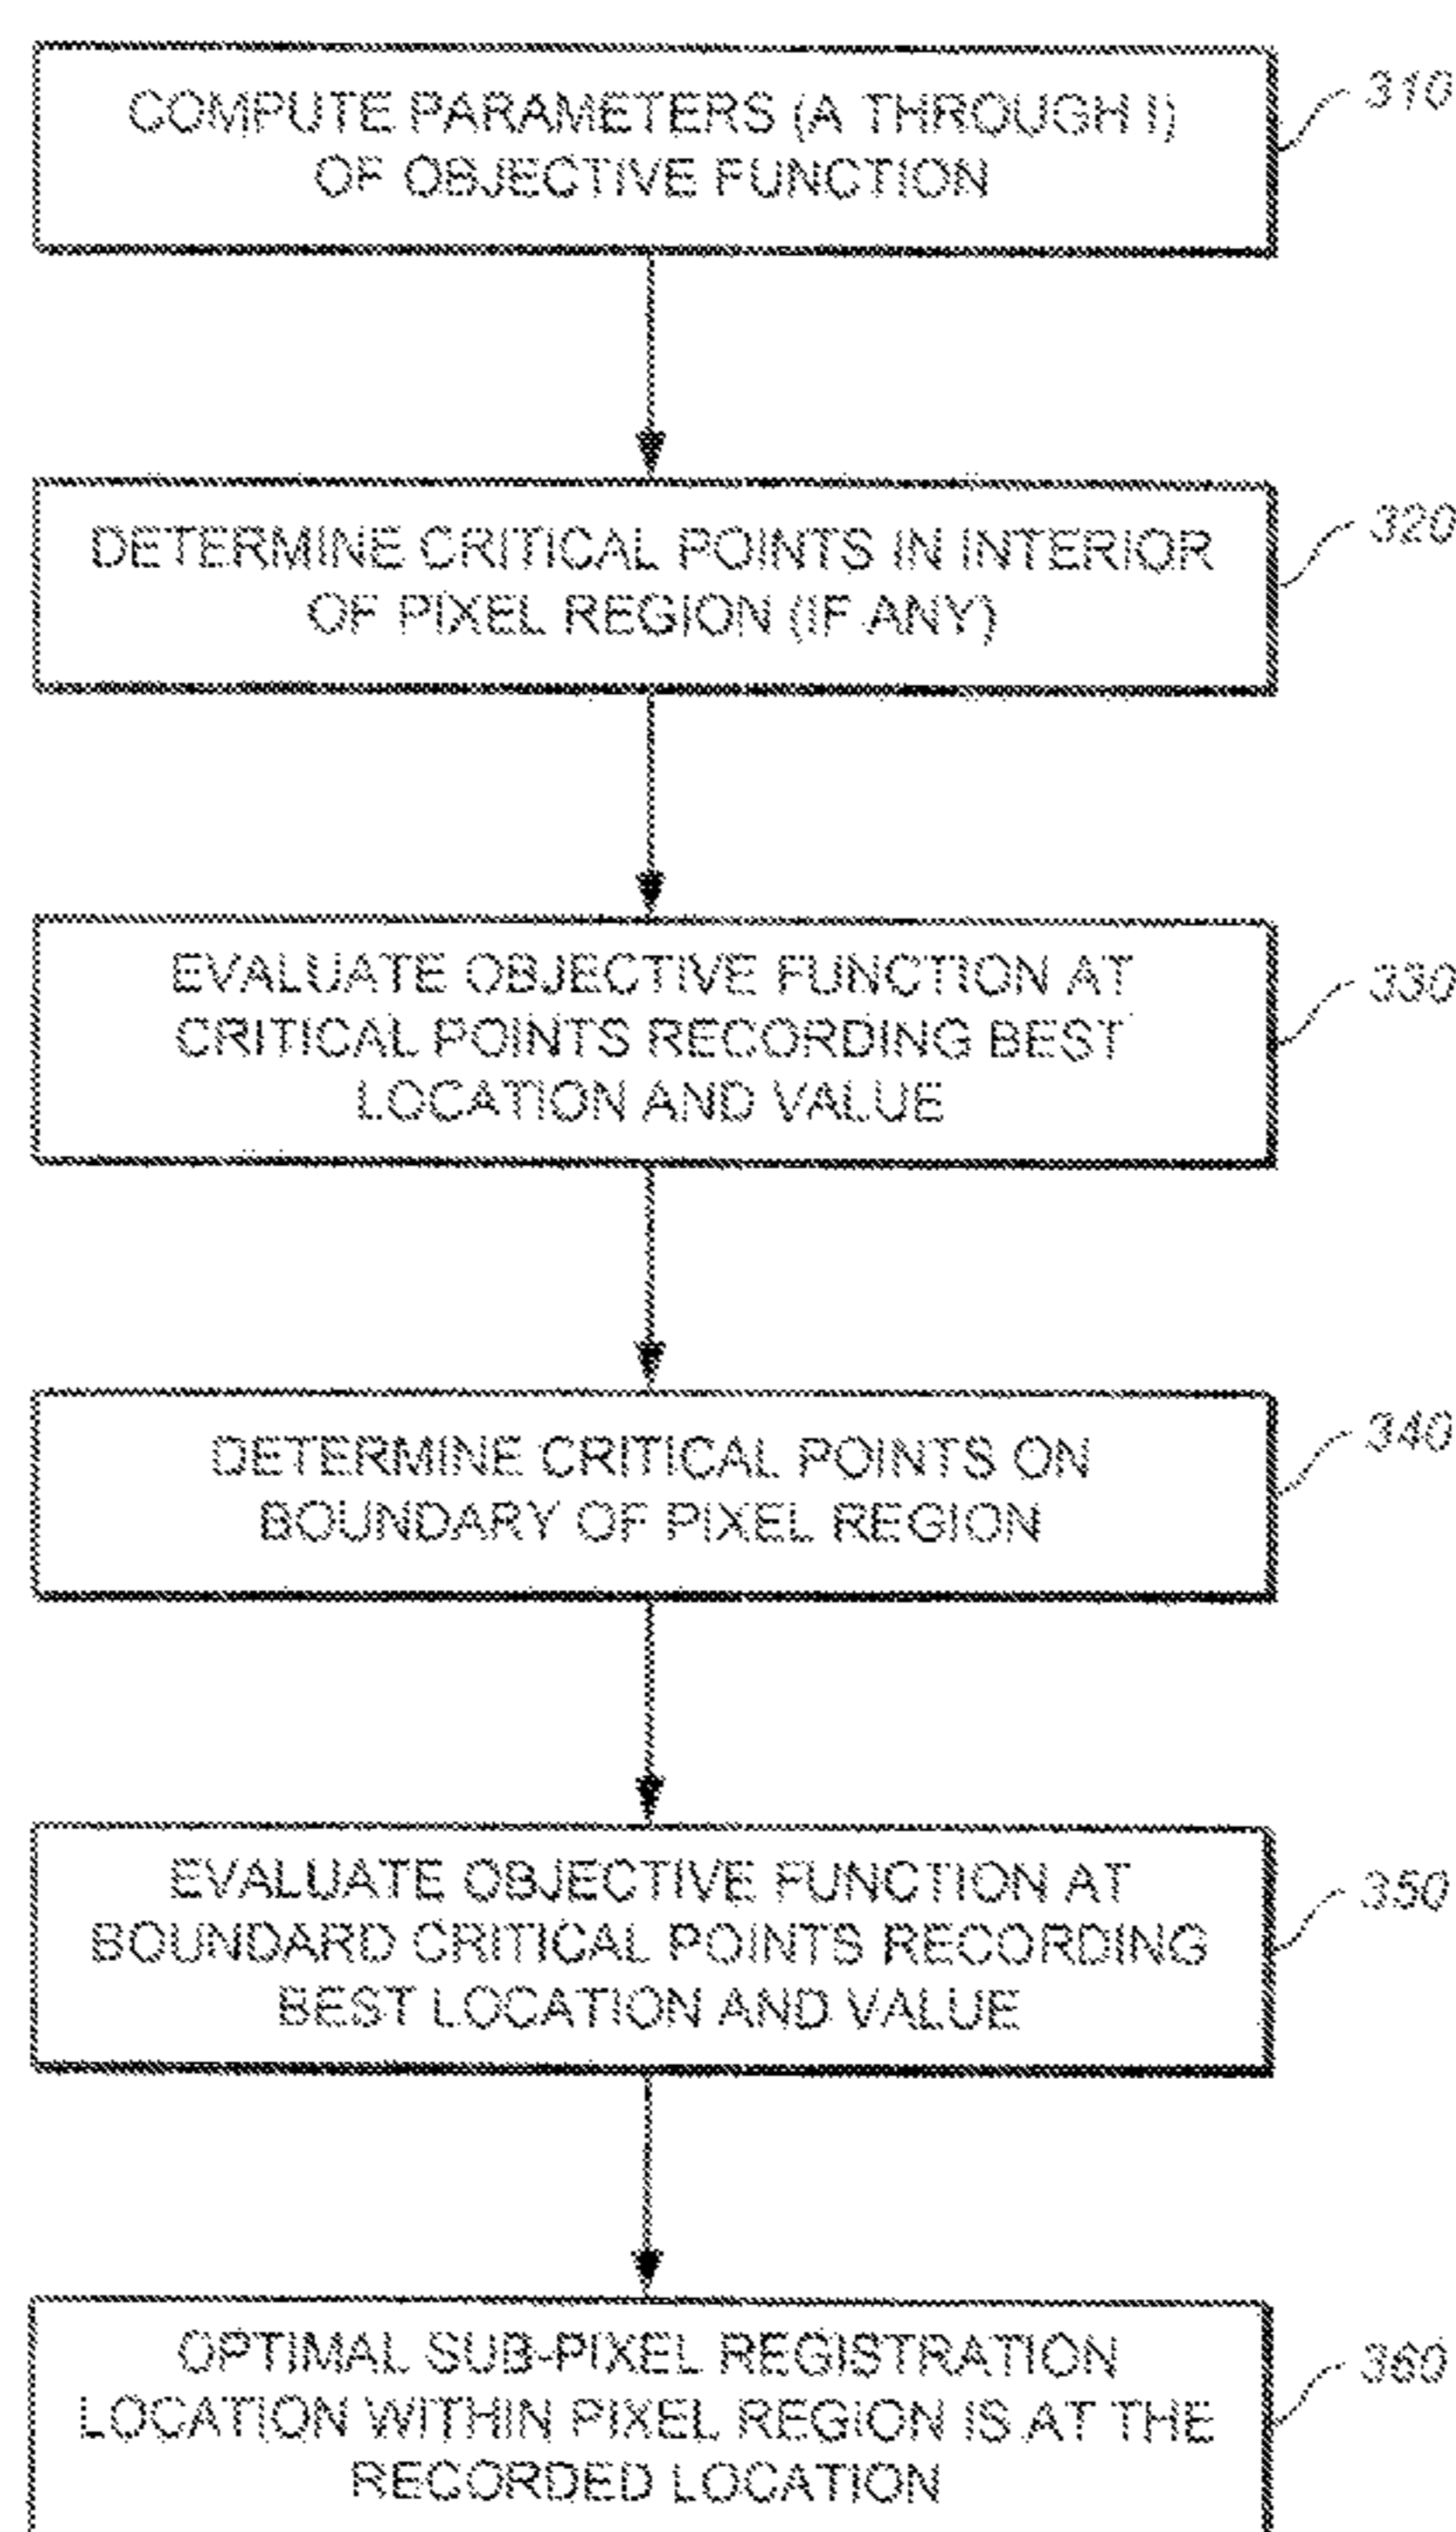 COMPUTE PARAMETERS (A THROUGH I)
OF OBJECTIVE FUNCTION
310
DETERMINE CRITICAL POINTS IN INTERIOR
OF PIXEL REGION (IF ANY)
320
EVALUATE OBJECTIVE FUNCTION AT
CRITICAL POINTS RECORDING BEST
LOCATION AND VALUE
330
DETERMINE CRITICAL POINTS ON
BOUNDARY OF PIXEL REGION
340
EVALUATE OBJECTIVE FUNCTION AT
BOUNDARD CRITICAL POINTS RECORDING
BEST LOCATION AND VALUE
350
OPTIMAL SUB-PIXEL REGISTRATION
LOCATION WITHIN PIXEL REGION IS AT THE
RECORDED LOCATION
360